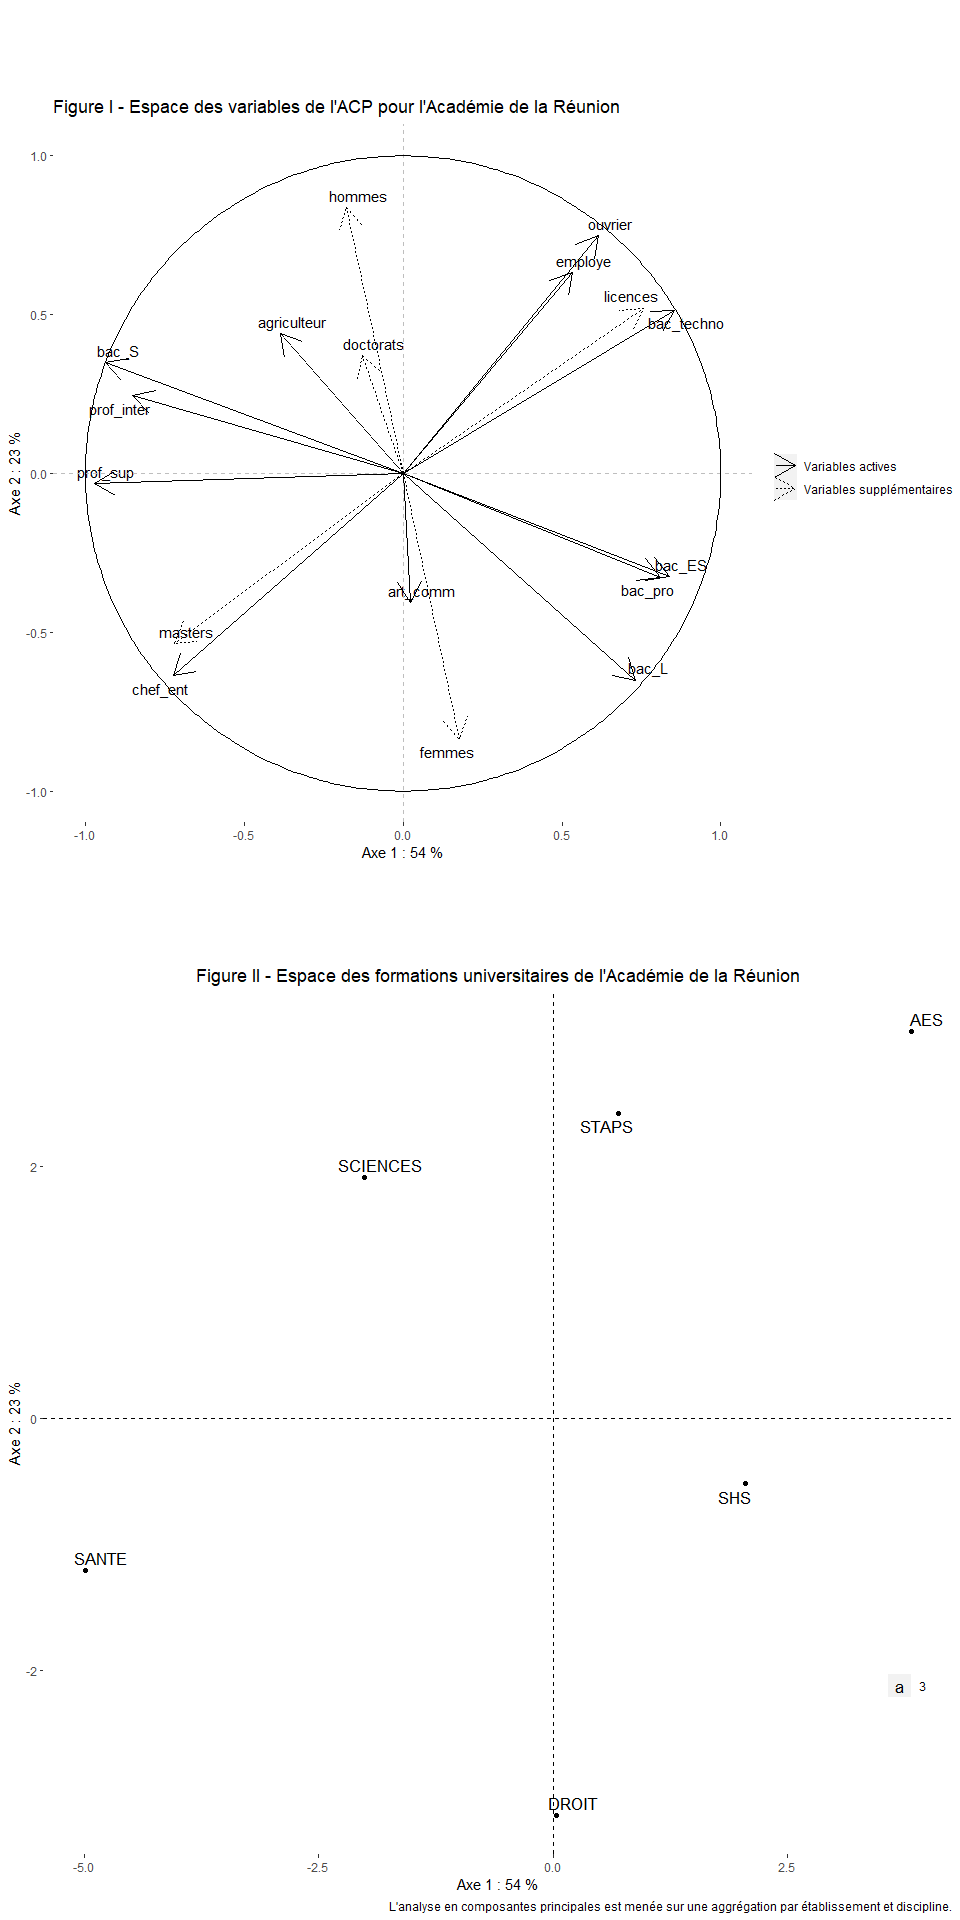 Figure I - Espace des variables de l'ACP pour l'Académie de la Réunion
1.0
hommes
ouvrier
employe
licences
0.5
agriculteur
bac_techno
doctorats
bac_S
prof_inter
Axe 2 : 23 %
0.0
prof_sup
Variables actives
Variables supplémentaires
bac_ES
art_comm
bac_pro
-0.5
masters
bac_L
chef_ent
femmes
-1.0
-1.0
-0.5
0.0
0.5
1.0
Axe 1 : 54 %
Figure II - Espace des formations universitaires de l'Académie de la Réunion
AES
STAPS
2
SCIENCES
Axe 2 : 23 %
0
SHS
SANTE
-2
a 3
DROIT
-5.0
-2.5
0.0
2.5
Axe 1 : 54 %
L'analyse en composantes principales est menée sur une aggrégation par établissement et discipline.